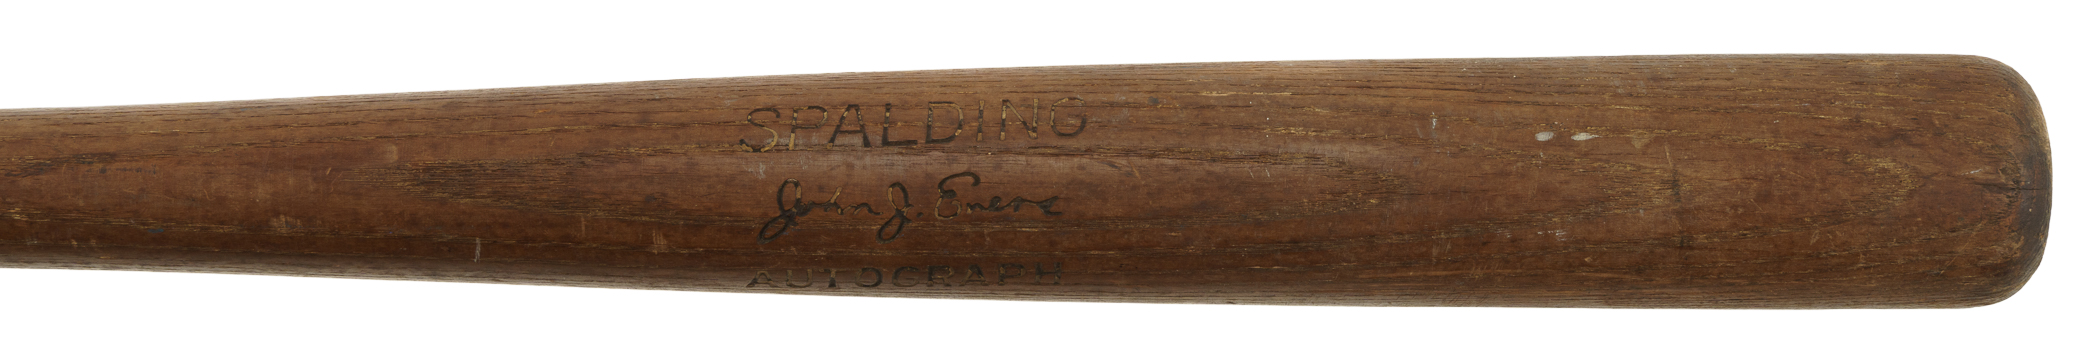 SPALDING
John J. Evers
AUTOGRAPH